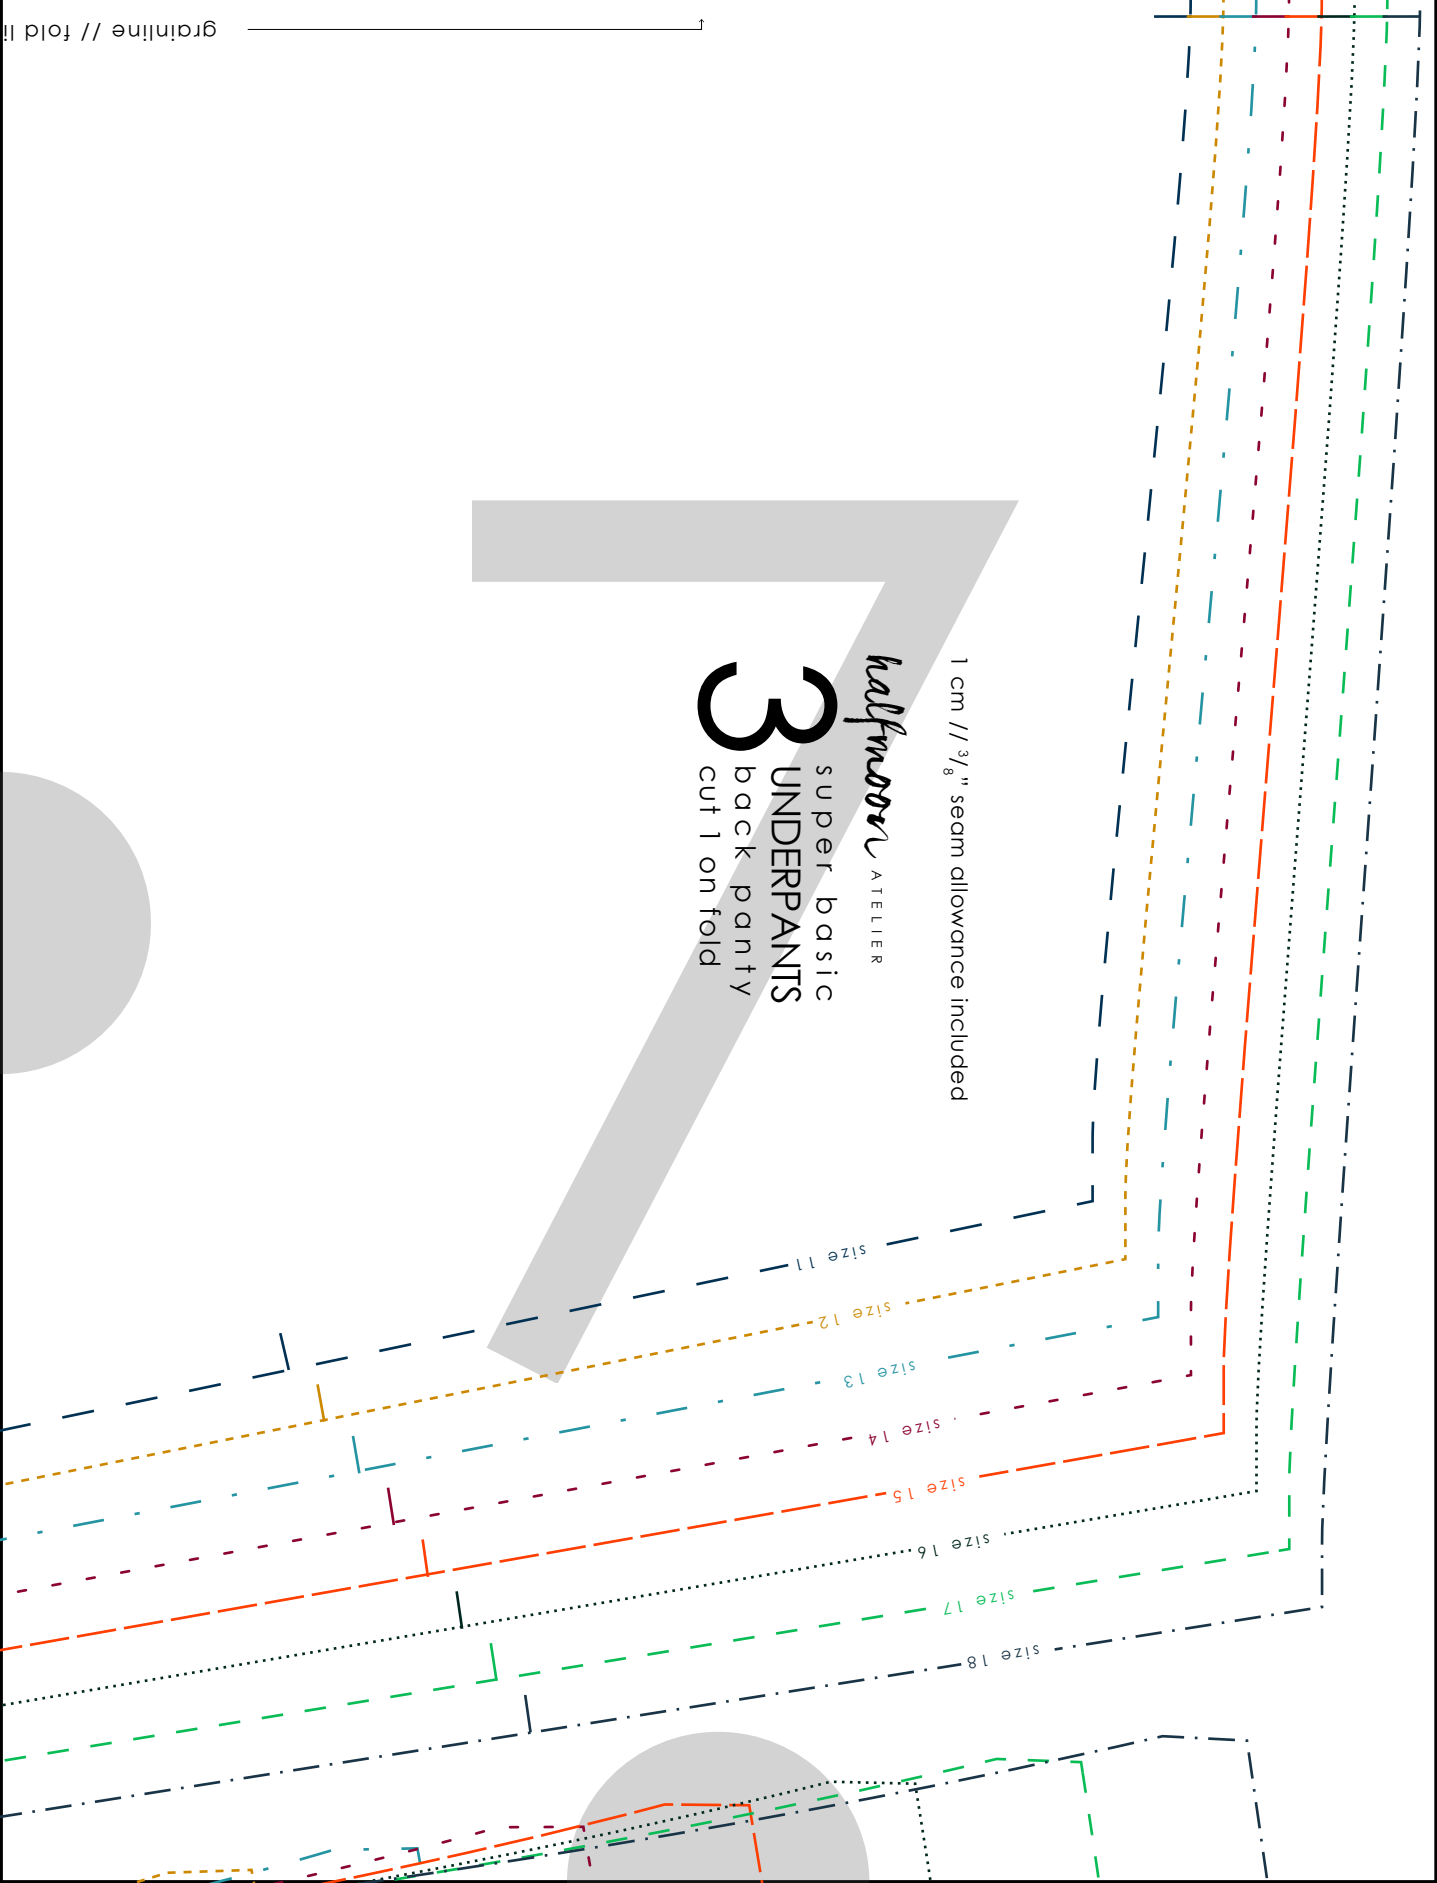 grainline // fold li
7
1 cm // 3/8" seam allowance included
halfmoon ATELIER
3
super basic
UNDERPANTS
back panty
cut 1 on fold
size 11
size 12
size 13
size 14
size 15
size 16
size 17
size 18